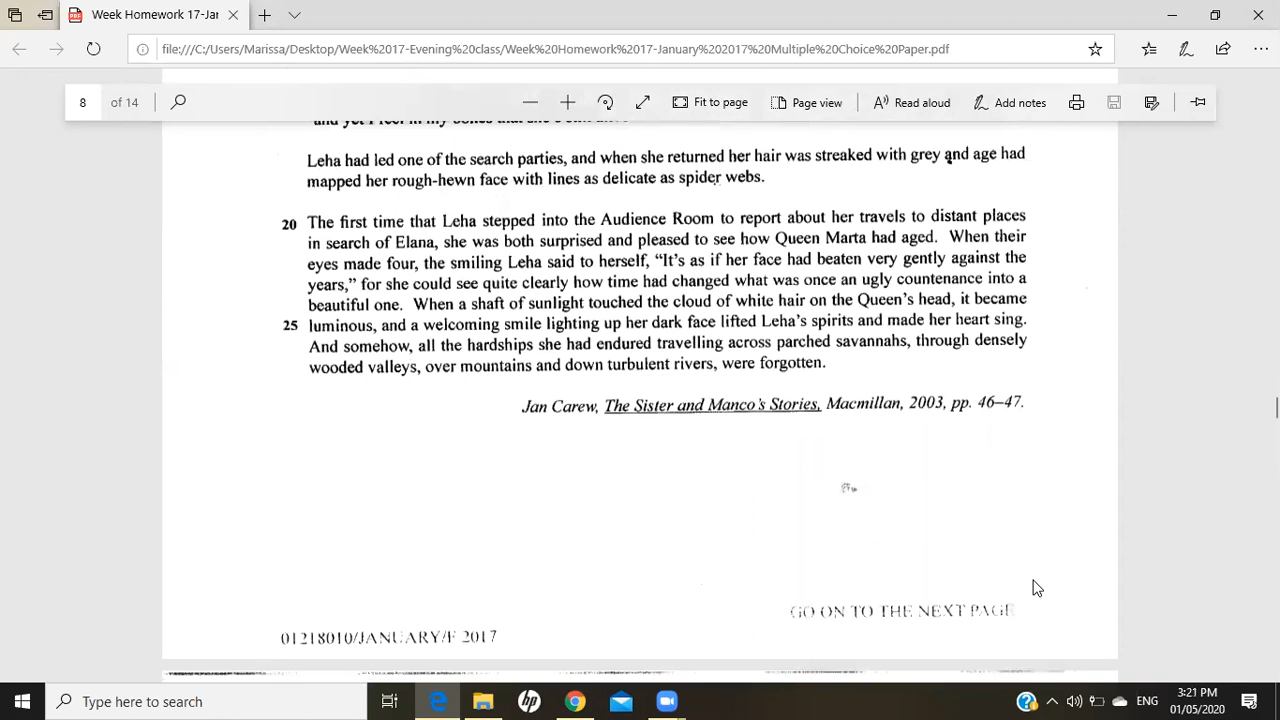 Week Homework 17-Jan
file:///C:/Users/Marissa/Desktop/Week%2017-Evening%20class/Week%20Homework%2017-January%202017%20Multiple%20Choice%20Paper.pdf
8 of 14 Fit to page Page view Read aloud Add notes
Leha had led one of the search parties, and when she returned her hair was streaked with grey and age had
mapped her rough-hewn face with lines as delicate as spider webs.
20 The first time that Leha stepped into the Audience Room to report about her travels to distant places
in search of Elana, she was both surprised and pleased to see how Queen Marta had aged. When their
eyes made four, the smiling Leha said to herself, “It’s as if her face had beaten very gently against the
years,” for she could see quite clearly how time had changed what was once an ugly countenance into a
beautiful one. When a shaft of sunlight touched the cloud of white hair on the Queen’s head, it became
25 luminous, and a welcoming smile lighting up her dark face lifted Leha’s spirits and made her heart sing.
And somehow, all the hardships she had endured travelling across parched savannahs, through densely
wooded valleys, over mountains and down turbulent rivers, were forgotten.
Jan Carew, The Sister and Manco’s Stories, Macmillan, 2003, pp. 46–47.
GO ON TO THE NEXT PAGE
01218010/JANUARY/F 2017
Type here to search
ENG
3:21 PM
01/05/2020